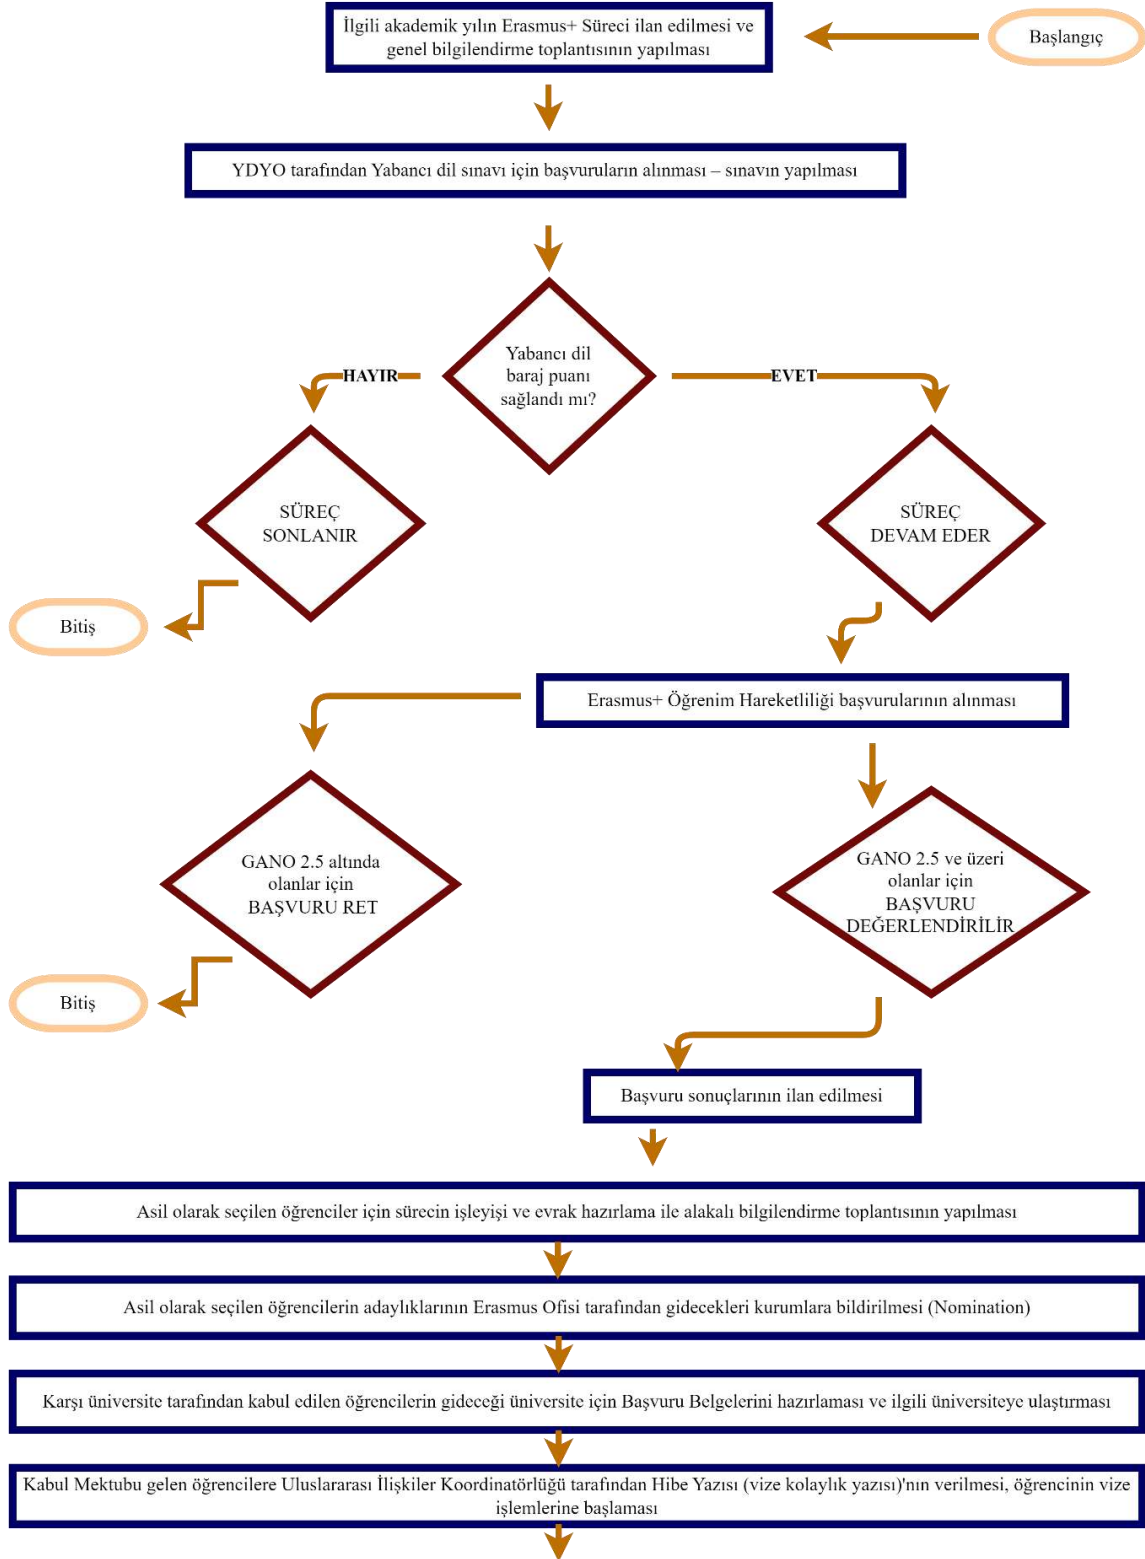 İlgili akademik yılın Erasmus+ Süreci ilan edilmesi ve
genel bilgilendirme toplantısının yapılması
Başlangıç
YDYO tarafından Yabancı dil sınavı için başvuruların alınması – sınavın yapılması
Yabancı dil
baraj puanı
sağlandı mı?
HAYIR
EVET
SÜREÇ
SONLANIR
SÜREÇ
DEVAM EDER
Bitiş
Erasmus+ Öğrenim Hareketliliği başvurularının alınması
GANO 2.5 altında
olanlar için
BAŞVURU RET
GANO 2.5 ve üzeri
olanlar için
BAŞVURU
DEĞERLENDİRİLİR
Bitiş
Başvuru sonuçlarının ilan edilmesi
Asil olarak seçilen öğrenciler için sürecin işleyişi ve evrak hazırlama ile alakalı bilgilendirme toplantısının yapılması
Asil olarak seçilen öğrencilerin adaylıklarının Erasmus Ofisi tarafından gidecekleri kurumlara bildirilmesi (Nomination)
Karşı üniversite tarafından kabul edilen öğrencilerin gideceği üniversite için Başvuru Belgelerini hazırlaması ve ilgili üniversiteye ulaştırması
Kabul Mektubu gelen öğrencilere Uluslararası İlişkiler Koordinatörlüğü tarafından Hibe Yazısı (vize kolaylık yazısı)'nın verilmesi, öğrencinin vize
işlemlerine başlaması